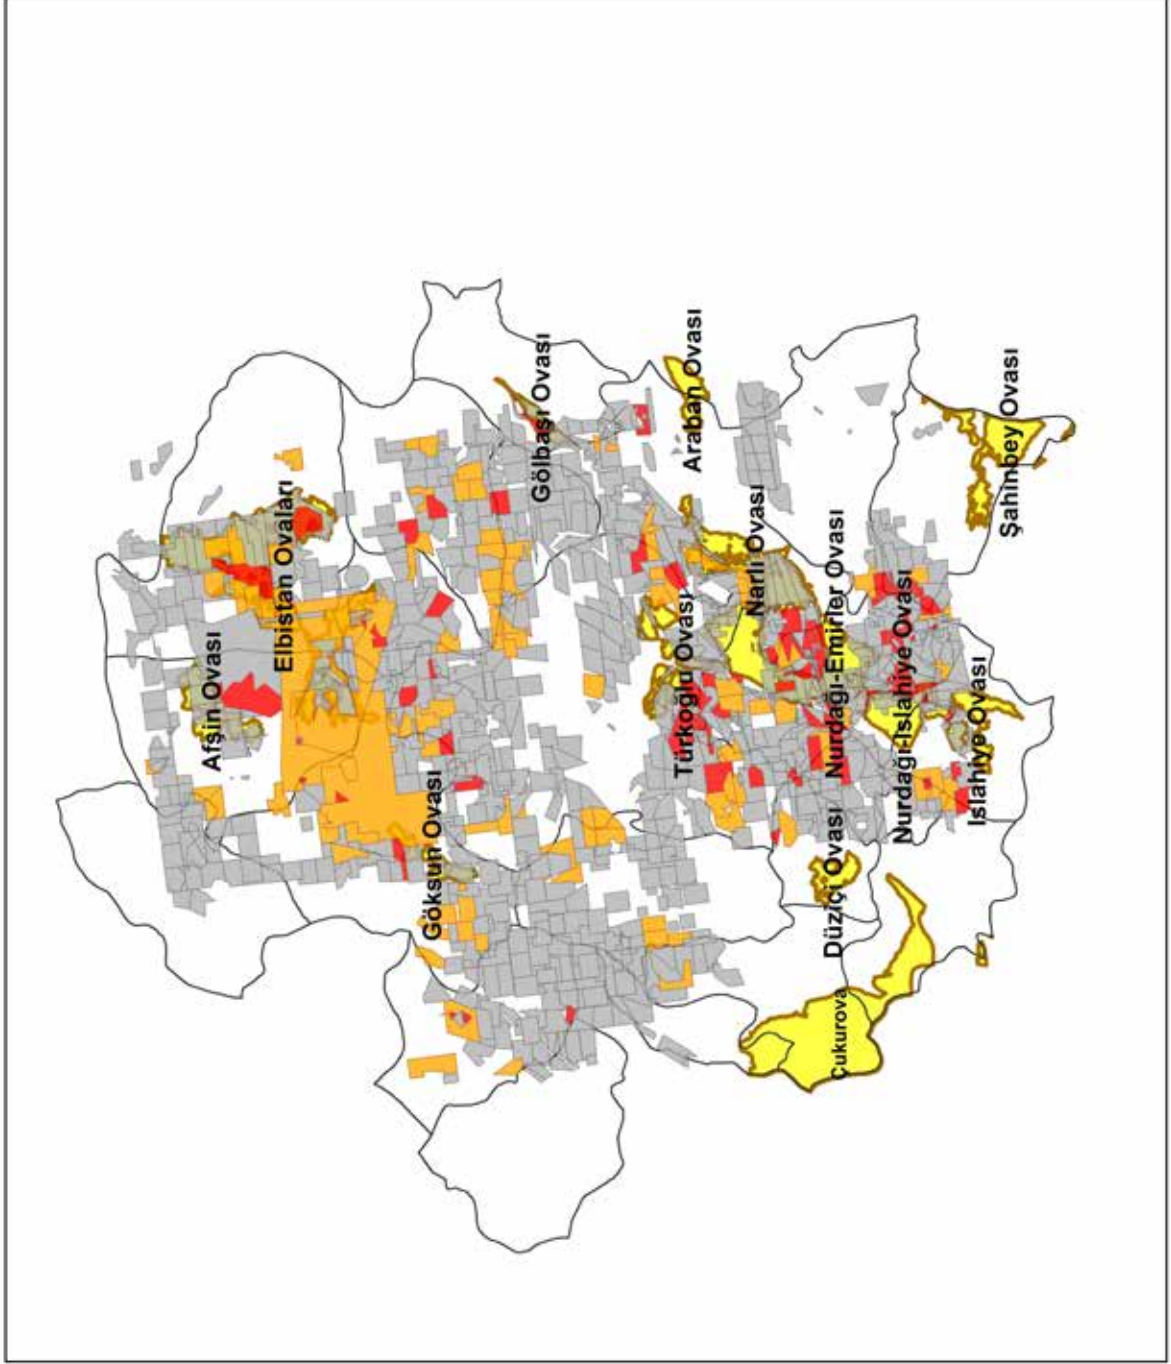 Afşin Ovası
Elbistan Ovaları
Göksun Ovası
Gölbaşı Ovası
Araban Ovası
Türkoğlu Ovası
Narlı Ovası
Nurdağı-Emirler Ovası
Düziçi Ovası
Çukurova
Nurdağı-Islahiye Ovası
Islahiye Ovası
Şahinbey Ovası